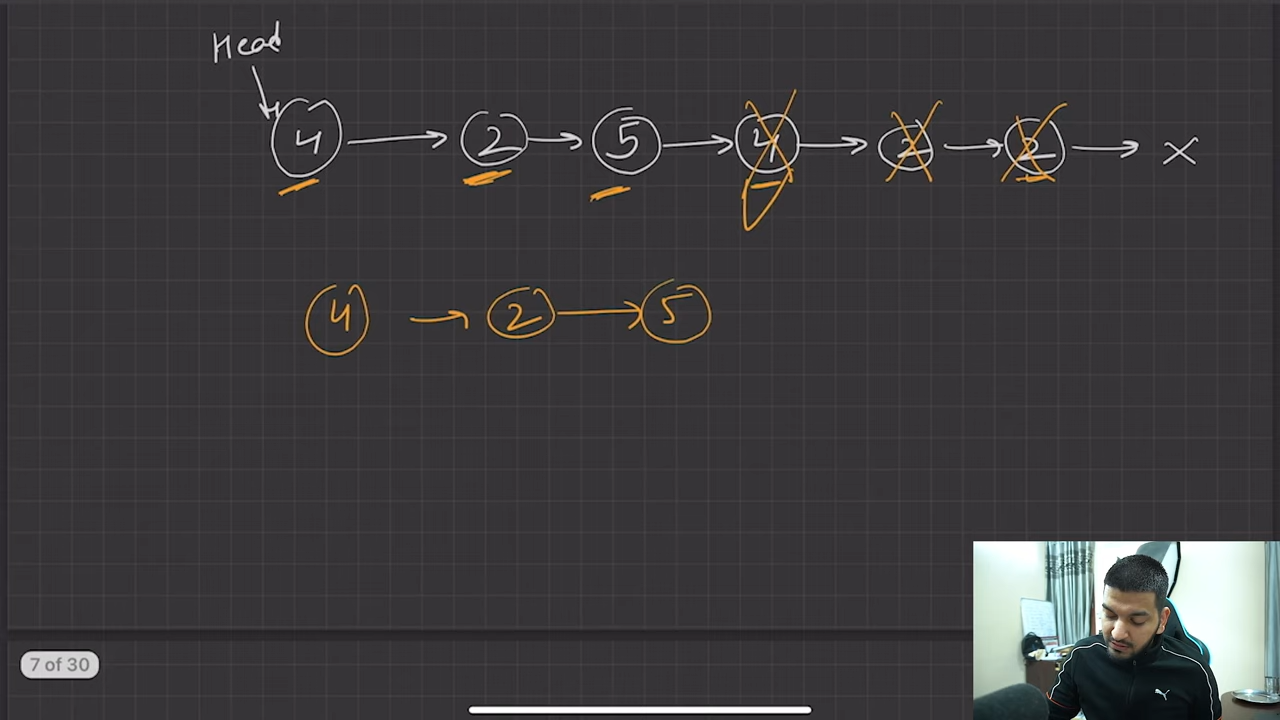 Head
4 → 2 → 5 → 4 → 2 → 2 → X
4 → 2 → 5
7 of 30